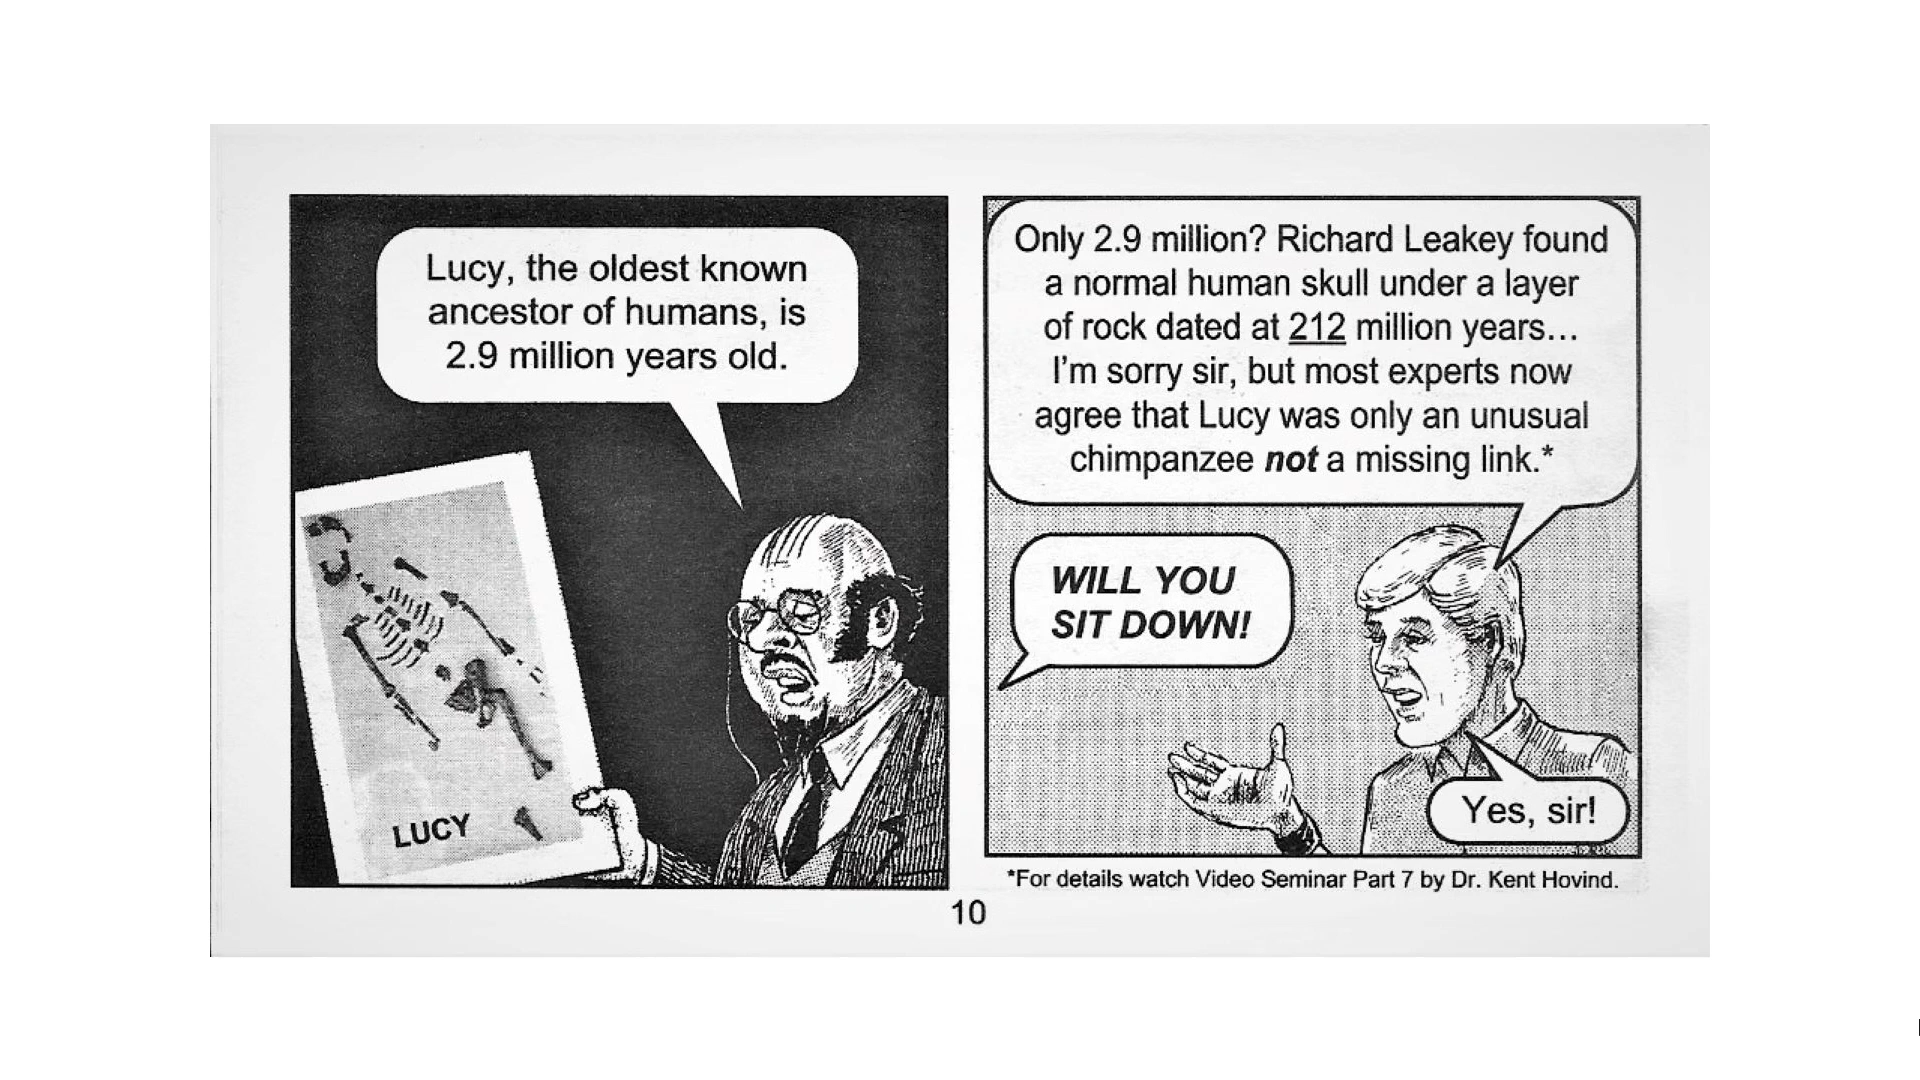 Lucy, the oldest known
ancestor of humans, is
2.9 million years old.
LUCY
Only 2.9 million? Richard Leakey found
a normal human skull under a layer
of rock dated at 212 million years...
I'm sorry sir, but most experts now
agree that Lucy was only an unusual
chimpanzee not a missing link.*
WILL YOU
SIT DOWN!
Yes, sir!
*For details watch Video Seminar Part 7 by Dr. Kent Hovind.
10